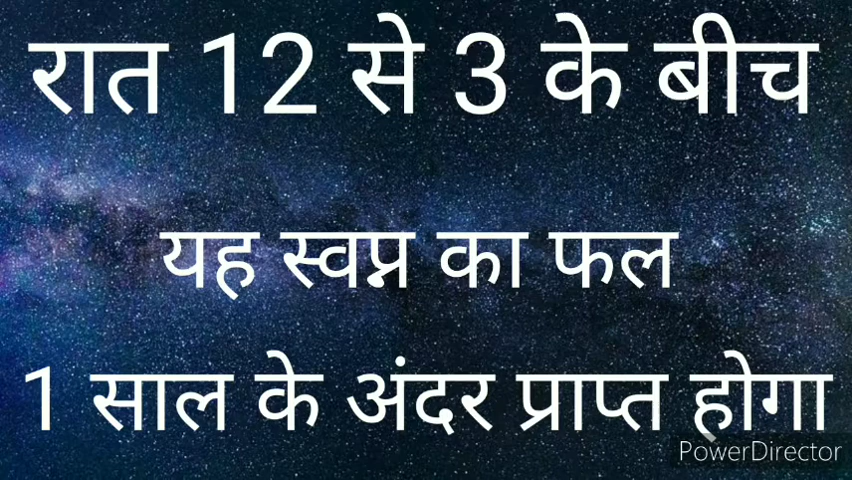 रात 12 से 3 के बीच
यह स्वप्न का फल
1 साल के अंदर प्राप्त होगा
PowerDirector